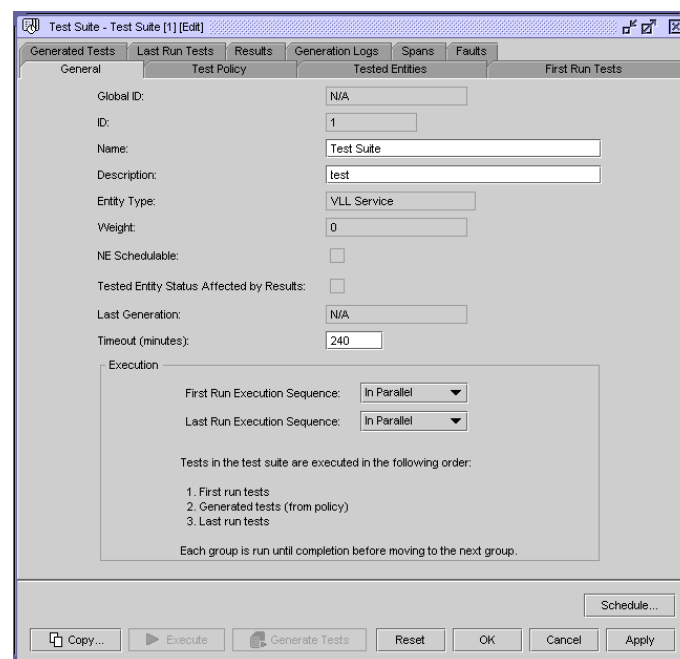 Test Suite - Test Suite [1] [Edit]
Generated Tests Last Run Tests Results Generation Logs Spans Faults
General Test Policy Tested Entities First Run Tests
Global ID: N/A
ID: 1
Name: Test Suite
Description: test
Entity Type: VLL Service
Weight: 0
NE Schedulable:
Tested Entity Status Affected by Results:
Last Generation: N/A
Timeout (minutes): 240
Execution
First Run Execution Sequence: In Parallel
Last Run Execution Sequence: In Parallel
Tests in the test suite are executed in the following order:
1. First run tests
2. Generated tests (from policy)
3. Last run tests
Each group is run until completion before moving to the next group.
Schedule...
Copy... Execute Generate Tests Reset OK Cancel Apply